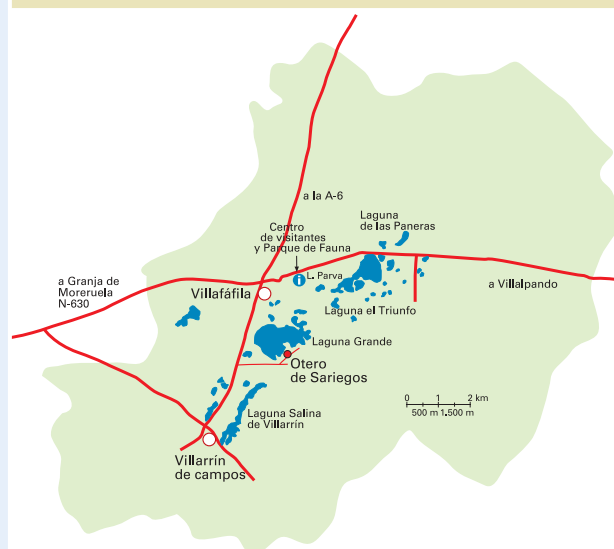 a la A-6
Laguna
de las Paneras
Centro
de visitantes
y Parque de Fauna
i
L. Parva
a Granja de
Moreruela
N-630
a Villalpando
Villafáfila
Laguna el Triunfo
Laguna Grande
Otero
de Sariegos
0 1 2 km
500 m 1.500 m
Laguna Salina
de Villarrín
Villarrín
de campos